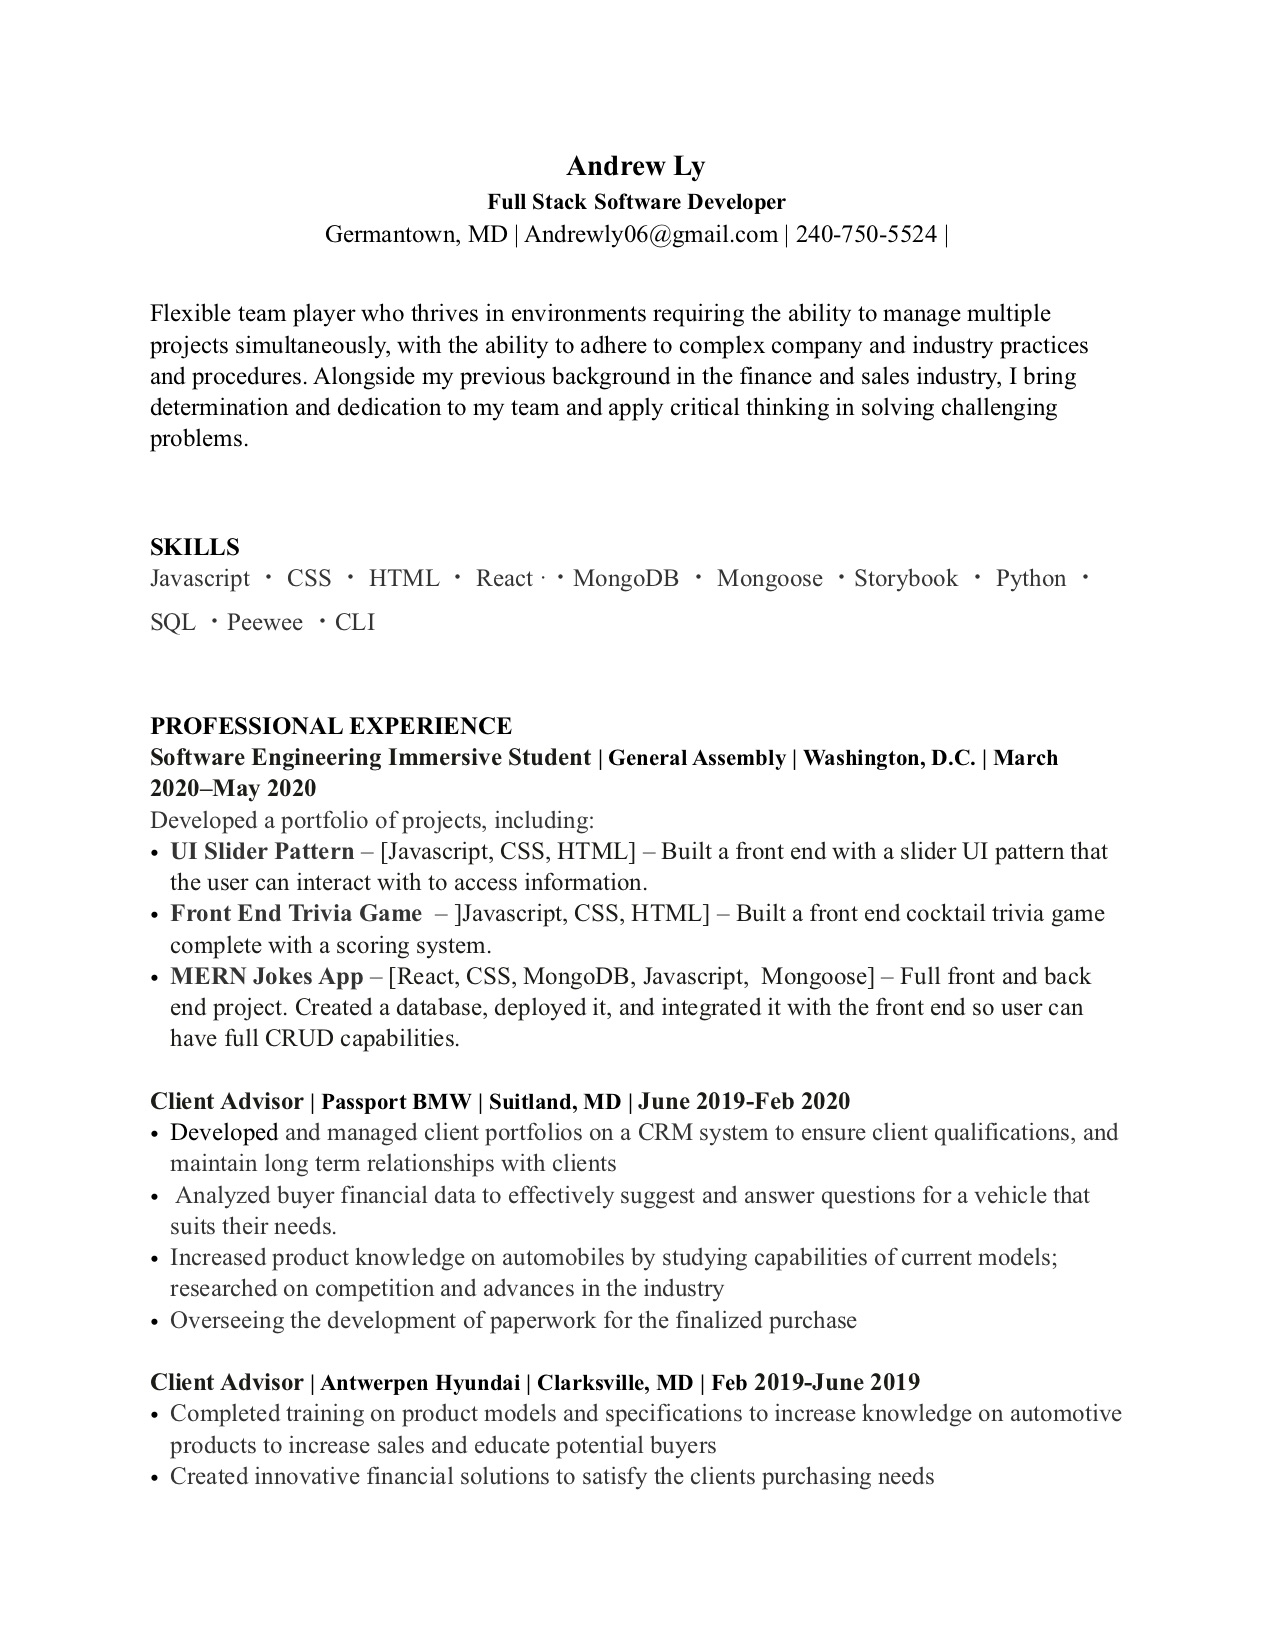 Andrew Ly
Full Stack Software Developer
Germantown, MD | Andrewly06@gmail.com | 240-750-5524 |
Flexible team player who thrives in environments requiring the ability to manage multiple
projects simultaneously, with the ability to adhere to complex company and industry practices
and procedures. Alongside my previous background in the finance and sales industry, I bring
determination and dedication to my team and apply critical thinking in solving challenging
problems.
SKILLS
Javascript · CSS · HTML · React · · MongoDB · Mongoose · Storybook · Python ·
SQL · Peewee · CLI
PROFESSIONAL EXPERIENCE
Software Engineering Immersive Student | General Assembly | Washington, D.C. | March
2020–May 2020
Developed a portfolio of projects, including:
• UI Slider Pattern – [Javascript, CSS, HTML] – Built a front end with a slider UI pattern that
the user can interact with to access information.
• Front End Trivia Game – ]Javascript, CSS, HTML] – Built a front end cocktail trivia game
complete with a scoring system.
• MERN Jokes App – [React, CSS, MongoDB, Javascript, Mongoose] – Full front and back
end project. Created a database, deployed it, and integrated it with the front end so user can
have full CRUD capabilities.
Client Advisor | Passport BMW | Suitland, MD | June 2019-Feb 2020
• Developed and managed client portfolios on a CRM system to ensure client qualifications, and
maintain long term relationships with clients
• Analyzed buyer financial data to effectively suggest and answer questions for a vehicle that
suits their needs.
• Increased product knowledge on automobiles by studying capabilities of current models;
researched on competition and advances in the industry
• Overseeing the development of paperwork for the finalized purchase
Client Advisor | Antwerpen Hyundai | Clarksville, MD | Feb 2019-June 2019
• Completed training on product models and specifications to increase knowledge on automotive
products to increase sales and educate potential buyers
• Created innovative financial solutions to satisfy the clients purchasing needs